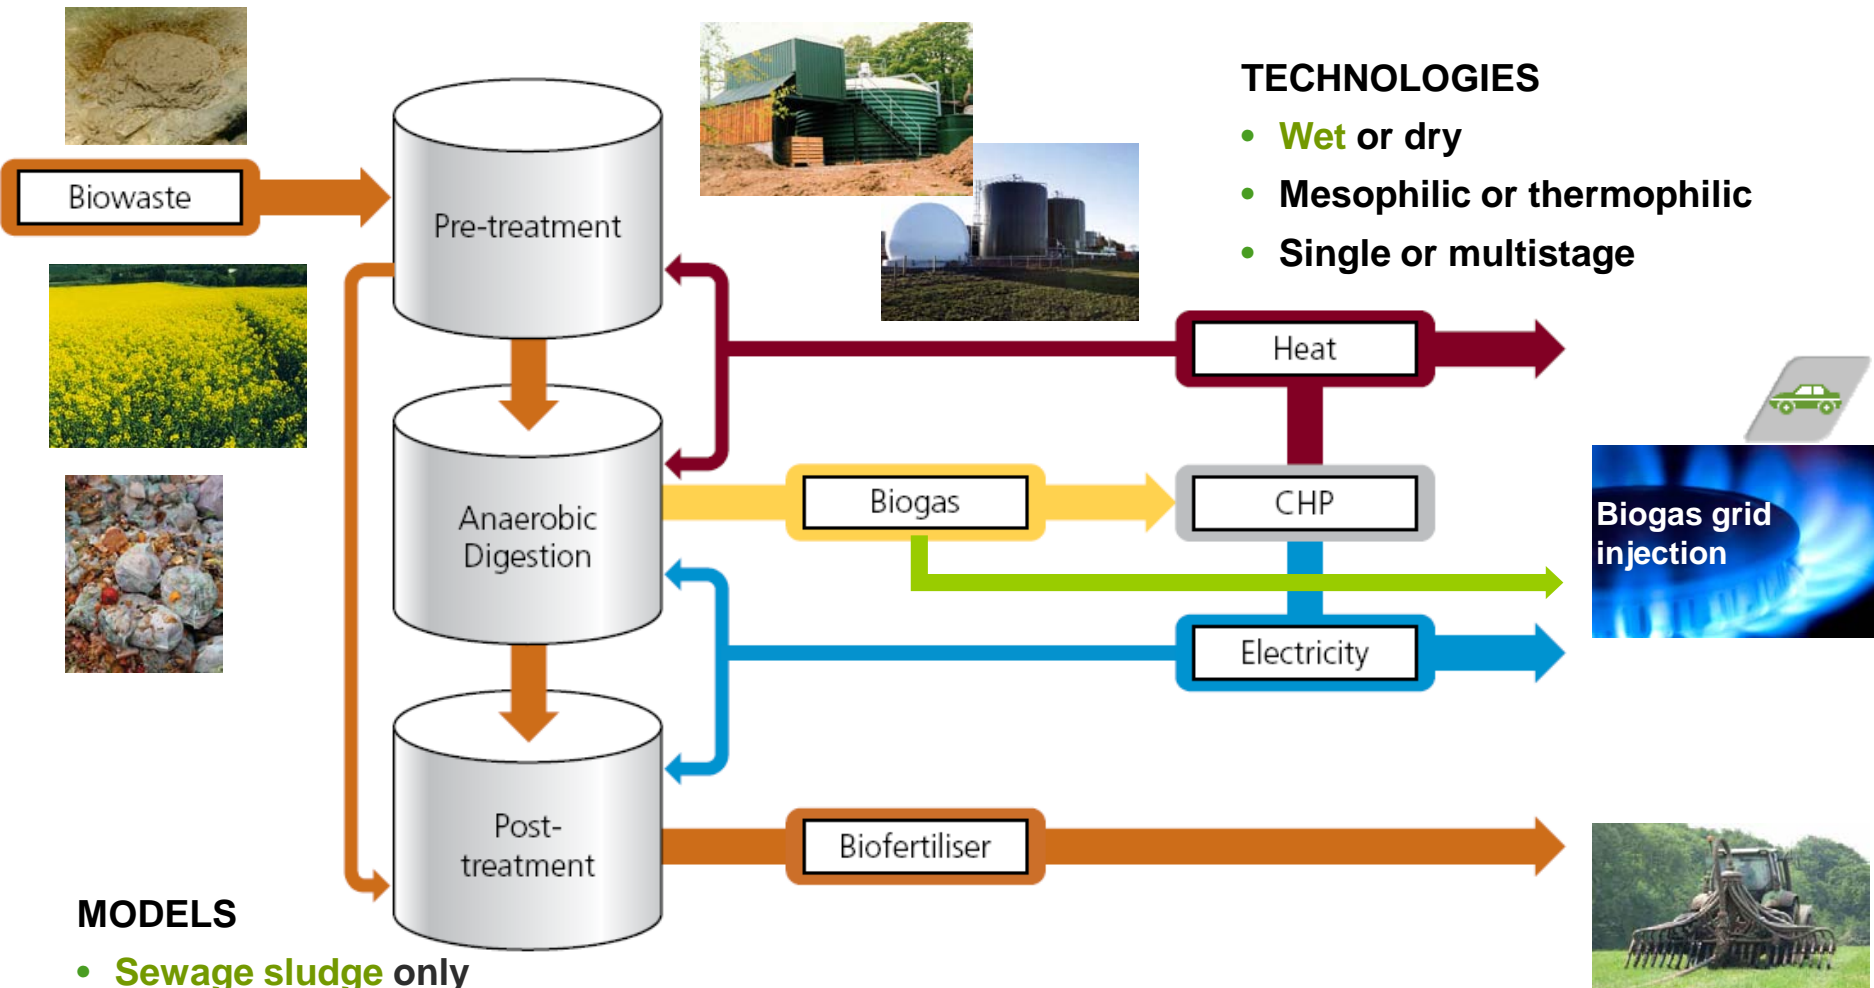 TECHNOLOGIES
• Wet or dry
• Mesophilic or thermophilic
• Single or multistage
Biowaste
Pre-treatment
Heat
Anaerobic
Digestion
Biogas
CHP
Biogas grid
injection
Electricity
Post-
treatment
Biofertiliser
MODELS
• Sewage sludge only